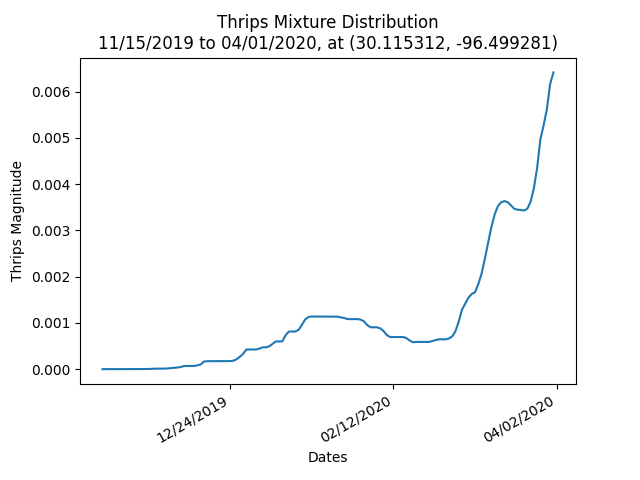 Thrips Mixture Distribution
11/15/2019 to 04/01/2020, at (30.115312, -96.499281)
0.006
0.005
0.004
0.003
0.002
0.001
0.000
Thrips Magnitude
12/24/2019
02/12/2020
04/02/2020
Dates